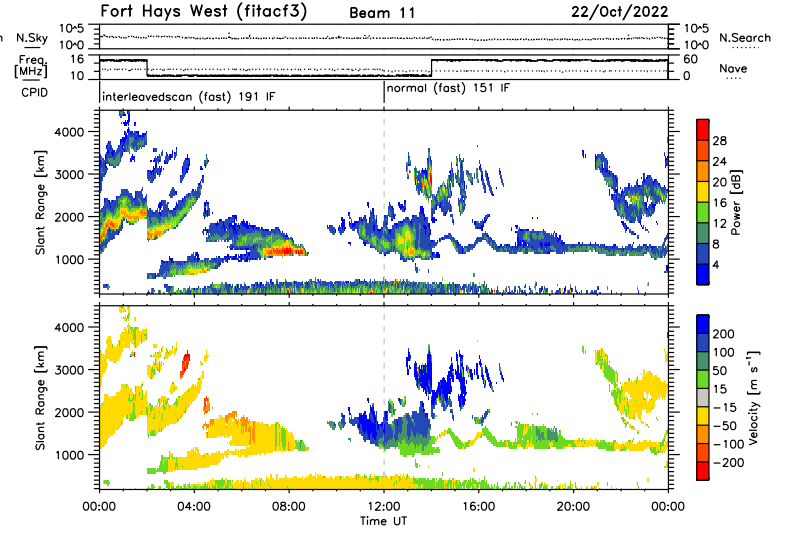 Fort Hays West (fitacf3) Beam 11 22/Oct/2022
N.Sky 10^5 10^5 N.Search
10^0 10^0
Freq. 16 60 Nave
[MHz] 10 0
CPID interleavedscan (fast) 191 IF normal (fast) 151 IF
Slant Range [km]
4000
3000
2000
1000
28
24
20
16
12
8
4
Power [dB]
Slant Range [km]
4000
3000
2000
1000
200
100
50
15
-15
-50
-100
-200
Velocity [m s⁻¹]
00:00 04:00 08:00 12:00 16:00 20:00 00:00
Time UT